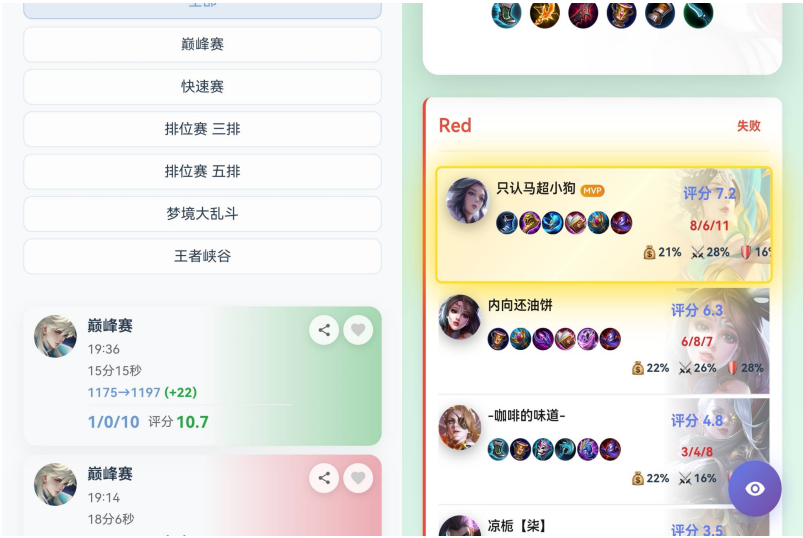 全部
巅峰赛
快速赛
排位赛 三排
排位赛 五排
梦境大乱斗
王者峡谷
巅峰赛
19:36
15分15秒
1175→1197 (+22)
1/0/10 评分 10.7
巅峰赛
19:14
18分6秒
Red 失败
只认马超小狗 MVP
评分 7.2
8/6/11
21% 28% 16%
内向还油饼
评分 6.3
6/8/7
22% 26% 28%
-咖啡的味道-
评分 4.8
3/4/8
22% 16%
凉栀【柒】
评分 3.5